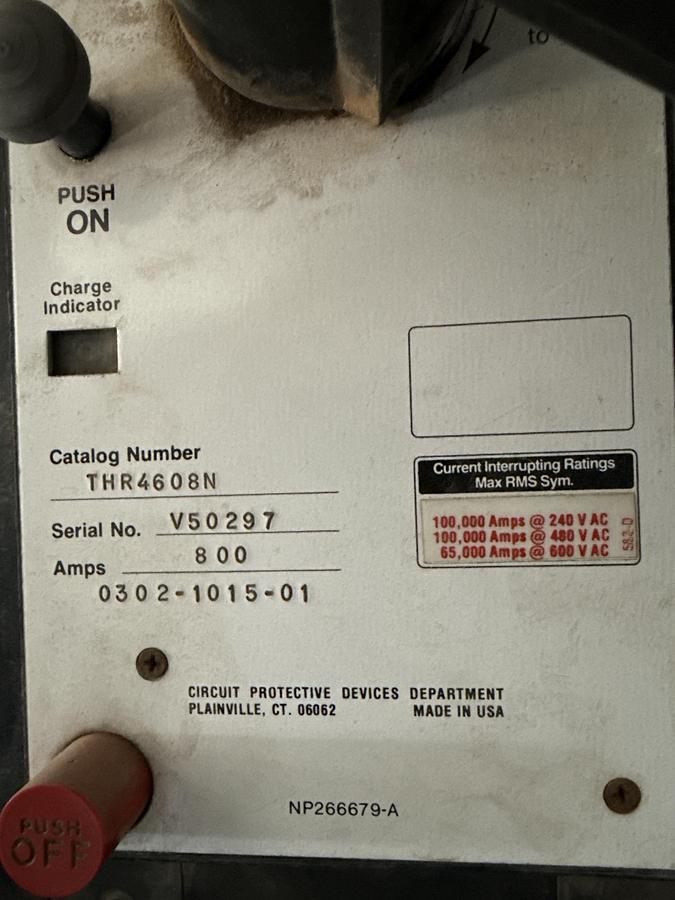 to
PUSH
ON
Charge
Indicator
Catalog Number
THR4608N
Serial No. V50297
Amps 800
0302-1015-01
Current Interrupting Ratings
Max RMS Sym.
100,000 Amps @ 240 V AC
100,000 Amps @ 480 V AC
65,000 Amps @ 600 V AC
582-D
CIRCUIT PROTECTIVE DEVICES DEPARTMENT
PLAINVILLE, CT. 06062 MADE IN USA
NP266679-A
PUSH
OFF